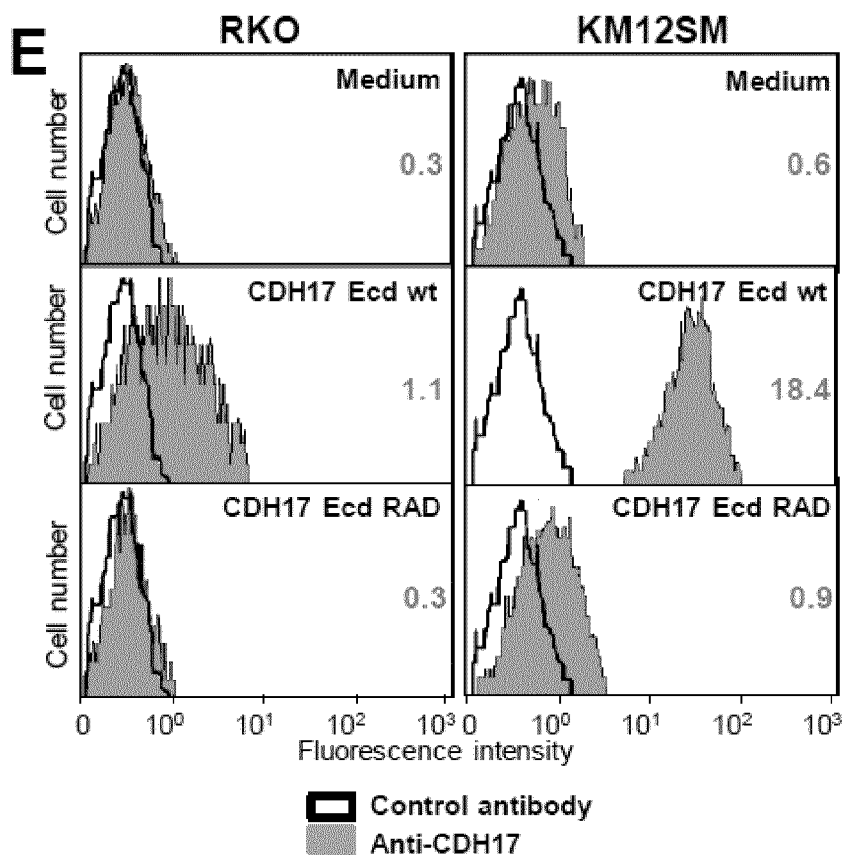 E
RKO KM12SM
Cell number Medium 0.3
Medium 0.6
Cell number CDH17 Ecd wt 1.1
CDH17 Ecd wt 18.4
Cell number CDH17 Ecd RAD 0.3
CDH17 Ecd RAD 0.9
0 10⁰ 10¹ 10² 10³ 0 10⁰ 10¹ 10² 10³
Fluorescence intensity
Control antibody
Anti-CDH17